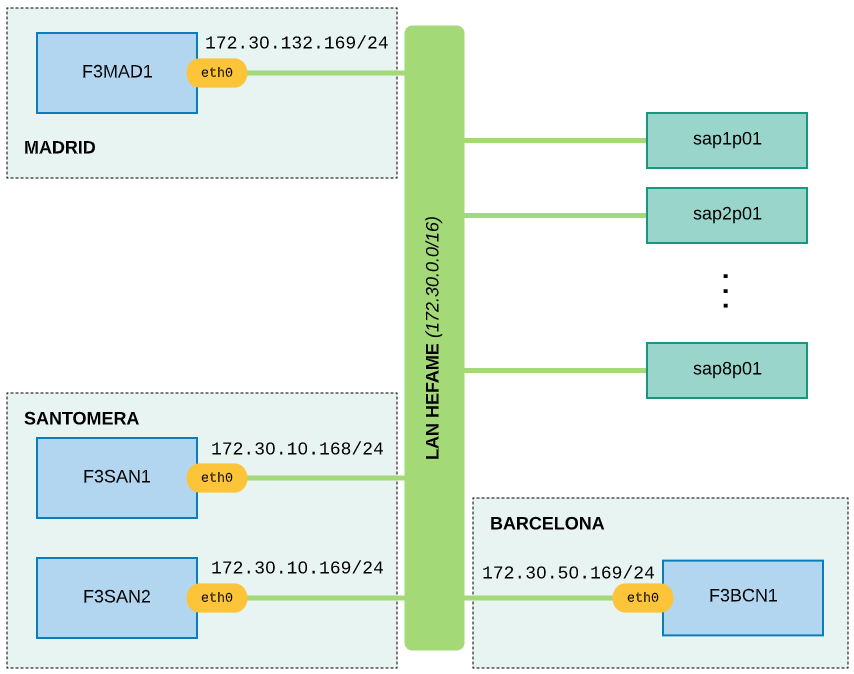 172.30.132.169/24
F3MAD1
eth0
MADRID
sap1p01
sap2p01
sap8p01
LAN HEFAME (172.30.0.0/16)
SANTOMERA
172.30.10.168/24
F3SAN1
eth0
172.30.10.169/24
F3SAN2
eth0
BARCELONA
172.30.50.169/24
eth0
F3BCN1